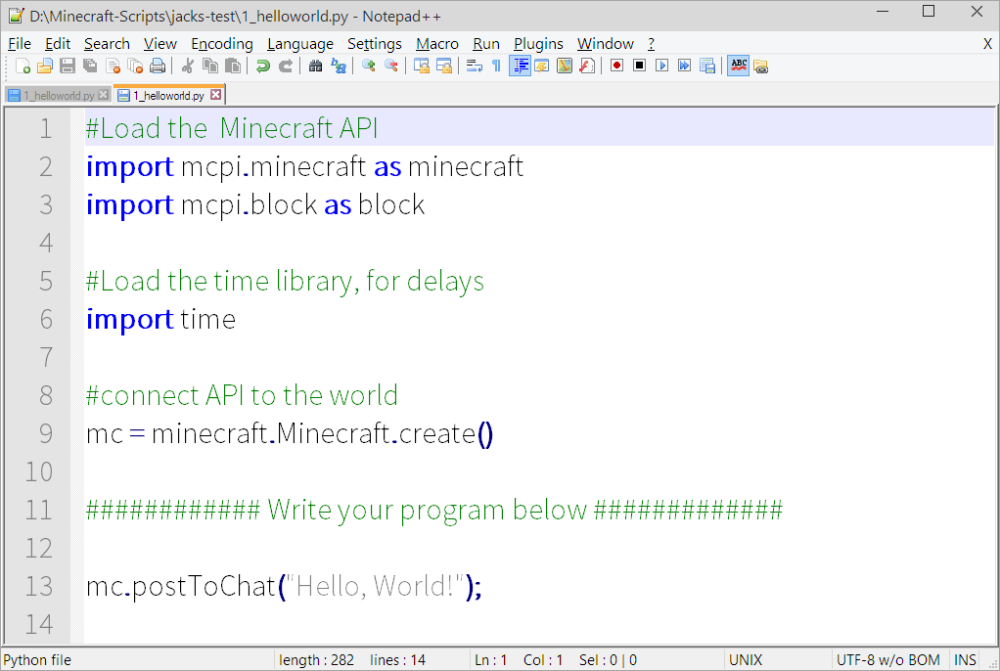 D:\Minecraft-Scripts\jacks-test\1_helloworld.py - Notepad++
File Edit Search View Encoding Language Settings Macro Run Plugins Window ? X
ABC
1_helloworld.py 1_helloworld.py
1 #Load the  Minecraft API
2 import mcpi.minecraft as minecraft
3 import mcpi.block as block
4
5 #Load the time library, for delays
6 import time
7
8 #connect API to the world
9 mc = minecraft.Minecraft.create()
10
11 ############ Write your program below #############
12
13 mc.postToChat("Hello, World!");
14
Python file length : 282 lines : 14 Ln : 1 Col : 1 Sel : 0 | 0 UNIX UTF-8 w/o BOM INS